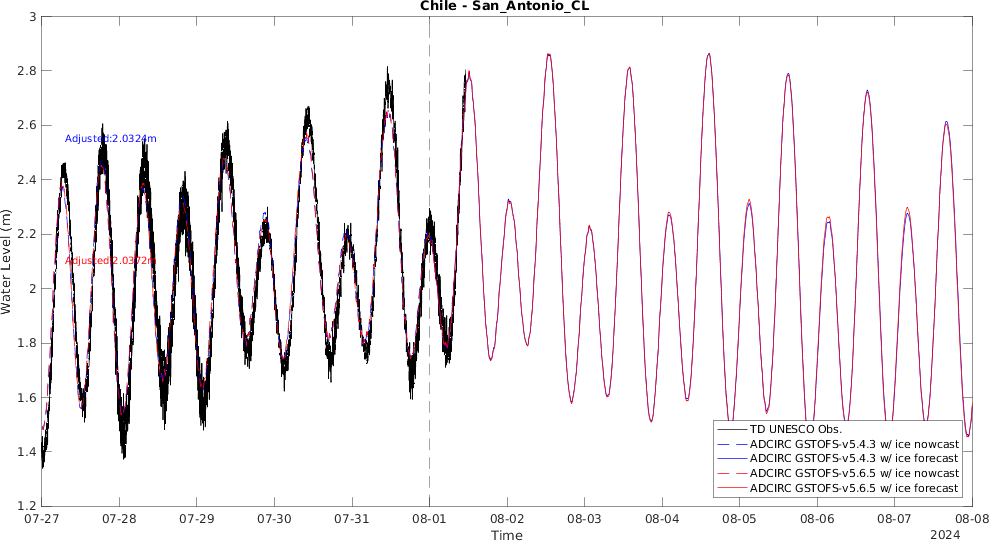 Chile - San_Antonio_CL
3
2.8
2.6
2.4
2.2
2
1.8
1.6
1.4
1.2
Water Level (m)
Adjusted:2.0324m
Adjusted:2.0372m
TD UNESCO Obs.
ADCIRC GSTOFS-v5.4.3 w/ ice nowcast
ADCIRC GSTOFS-v5.4.3 w/ ice forecast
ADCIRC GSTOFS-v5.6.5 w/ ice nowcast
ADCIRC GSTOFS-v5.6.5 w/ ice forecast
07-27 07-28 07-29 07-30 07-31 08-01 08-02 08-03 08-04 08-05 08-06 08-07 08-08
Time 2024